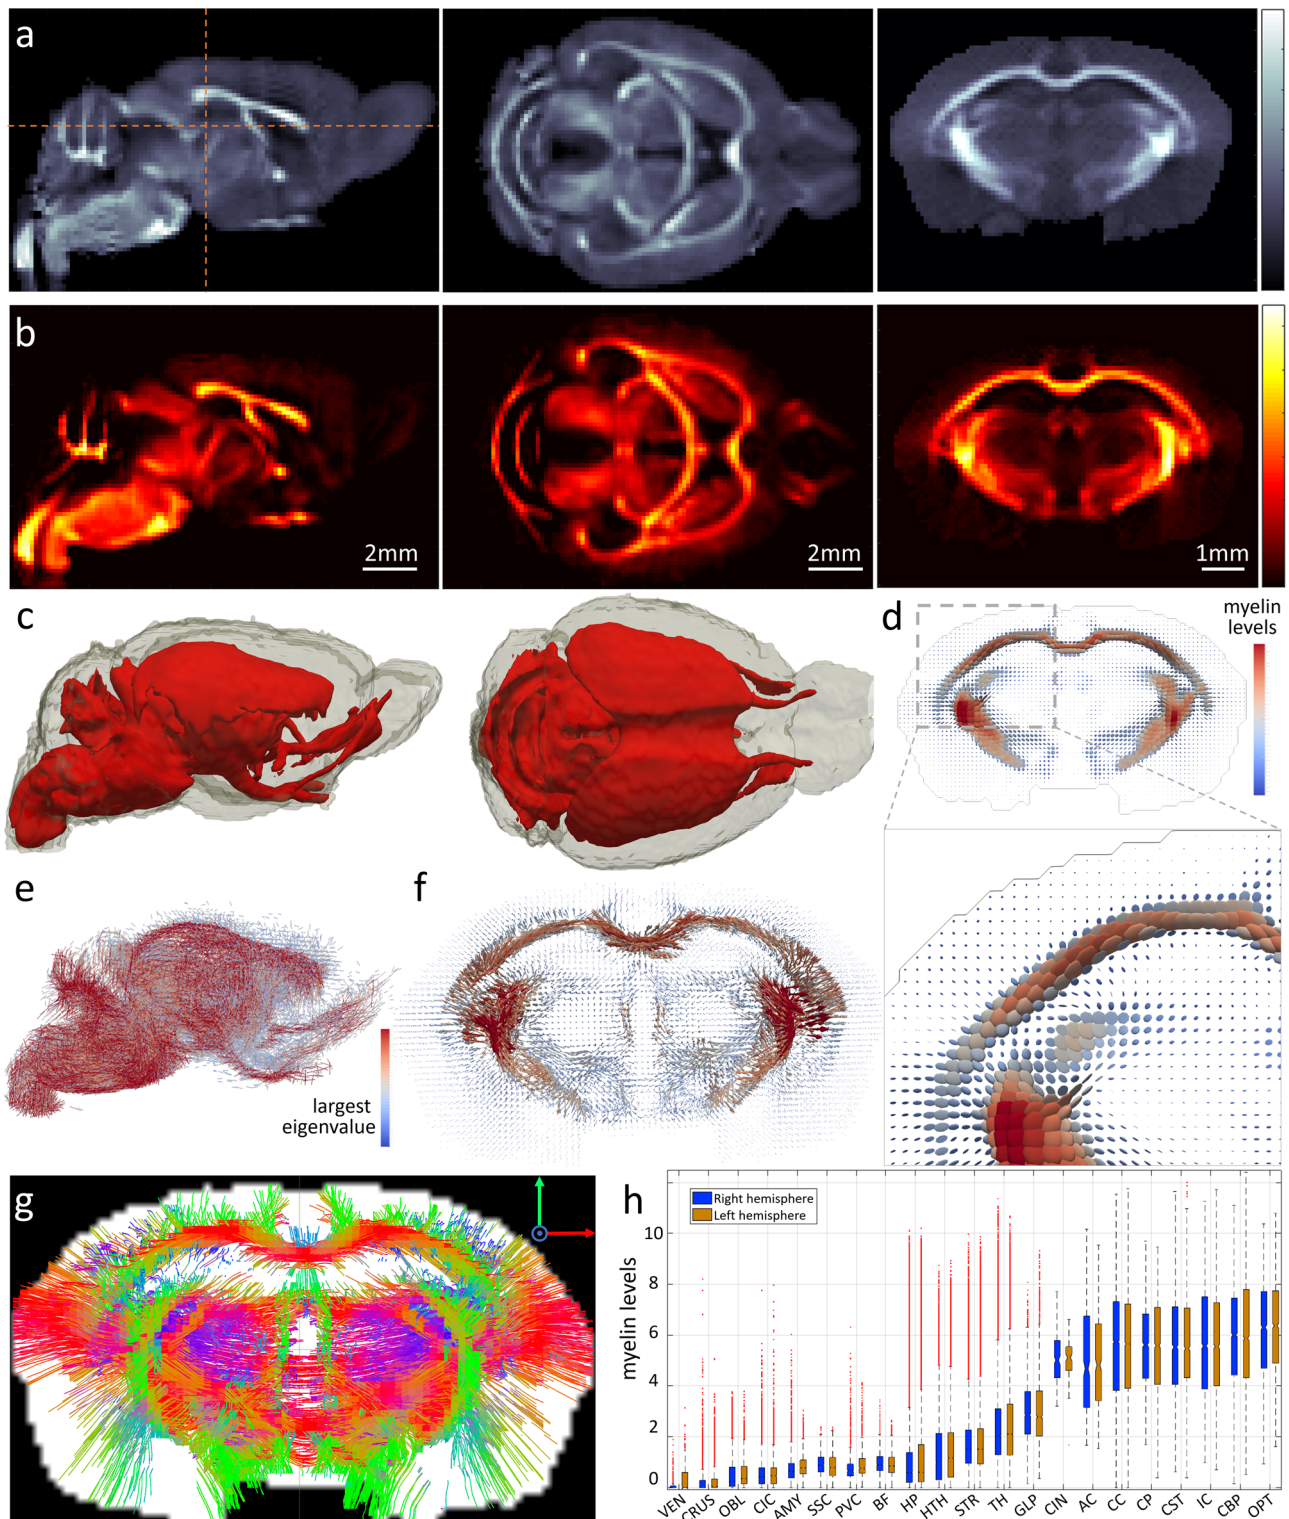 a
b
2mm
2mm
1mm
c
d
myelin
levels
e
f
largest
eigenvalue
g
h
Right hemisphere
Left hemisphere
myelin levels
10
8
6
4
2
0
VEN
CRUS
OBL
CIC
AMY
SSC
PVC
BF
HP
HTH
STR
TH
GLP
CIN
AC
CC
CP
CST
IC
CBP
OPT